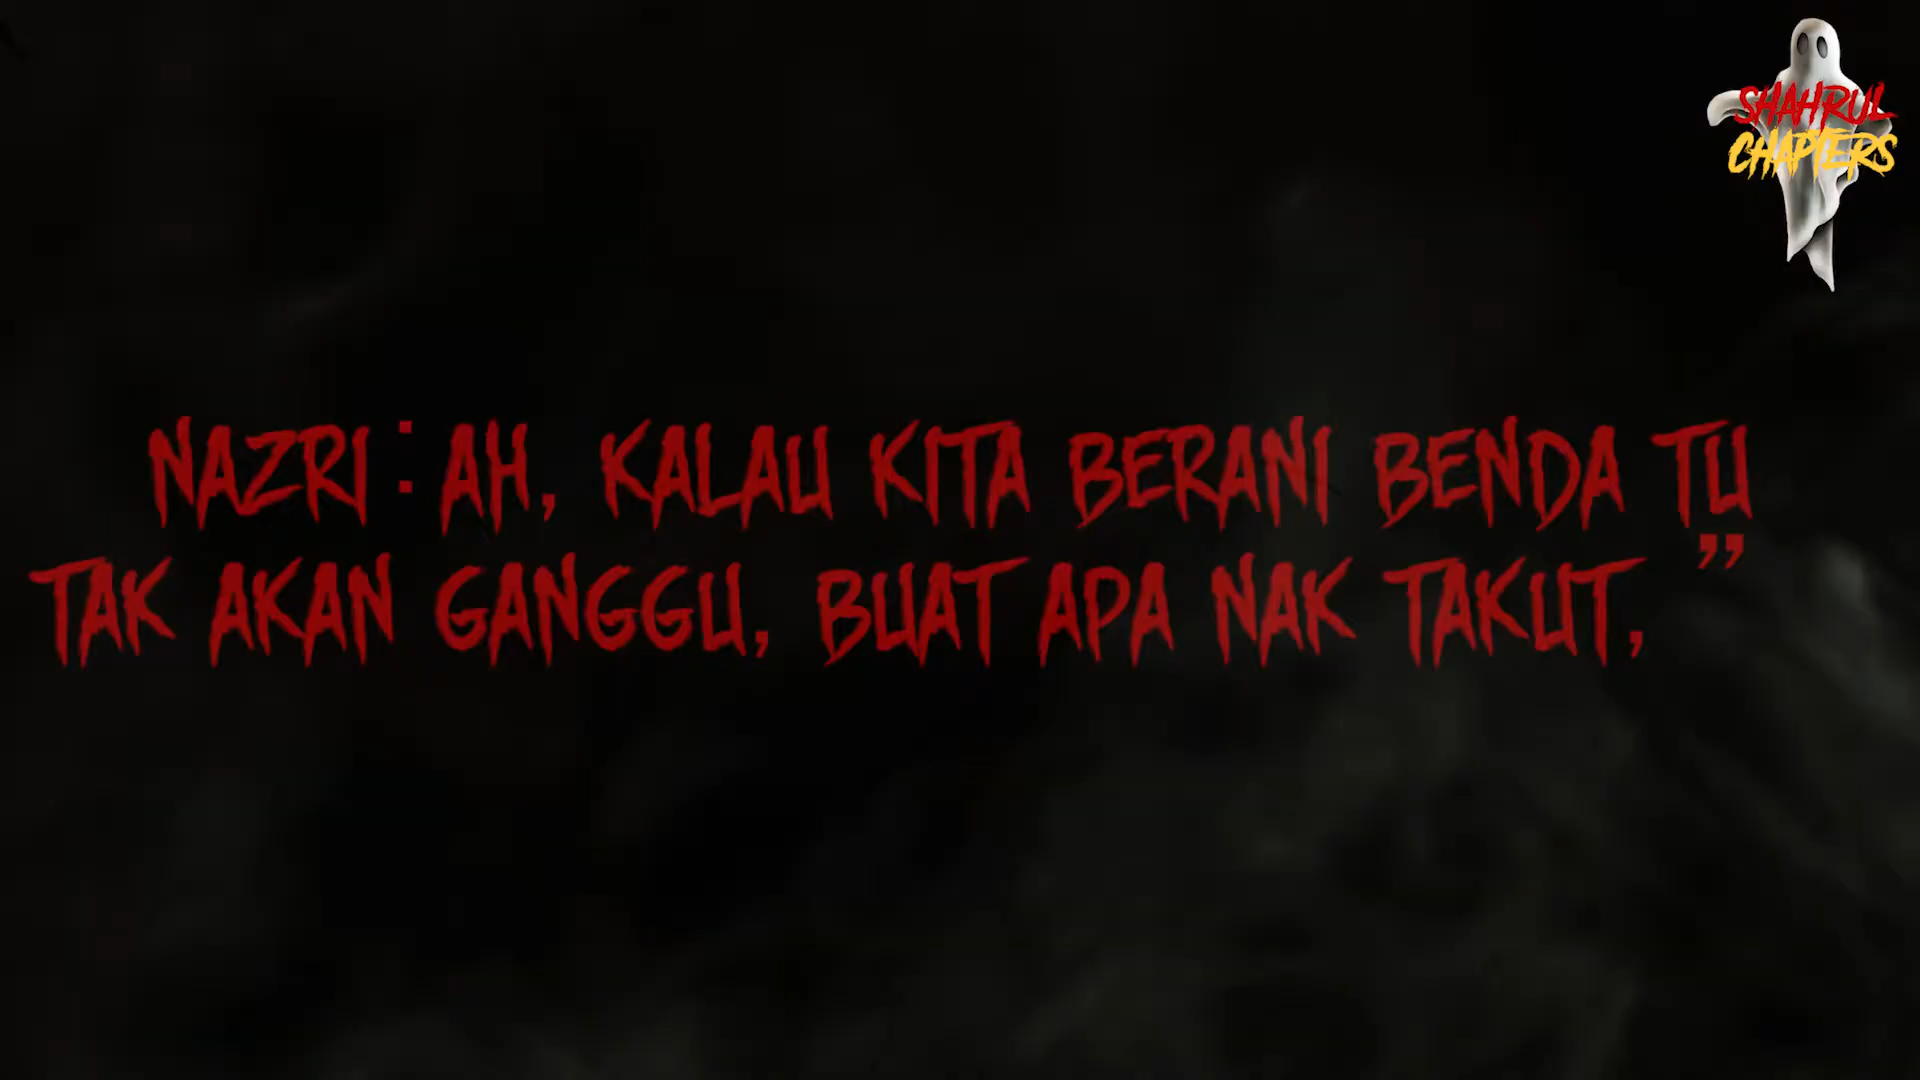 SHAHRUL
CHAPTERS
NAZRI : AH, KALAU KITA BERANI BENDA TU
TAK AKAN GANGGU, BUAT APA NAK TAKUT, ”